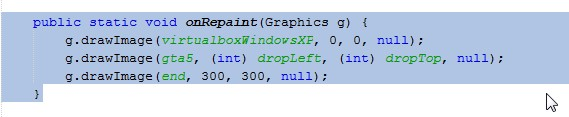 public static void onRepaint(Graphics g) {
g.drawImage(virtualboxWindowsXP, 0, 0, null);
g.drawImage(gta5, (int) dropLeft, (int) dropTop, null);
g.drawImage(end, 300, 300, null);
}